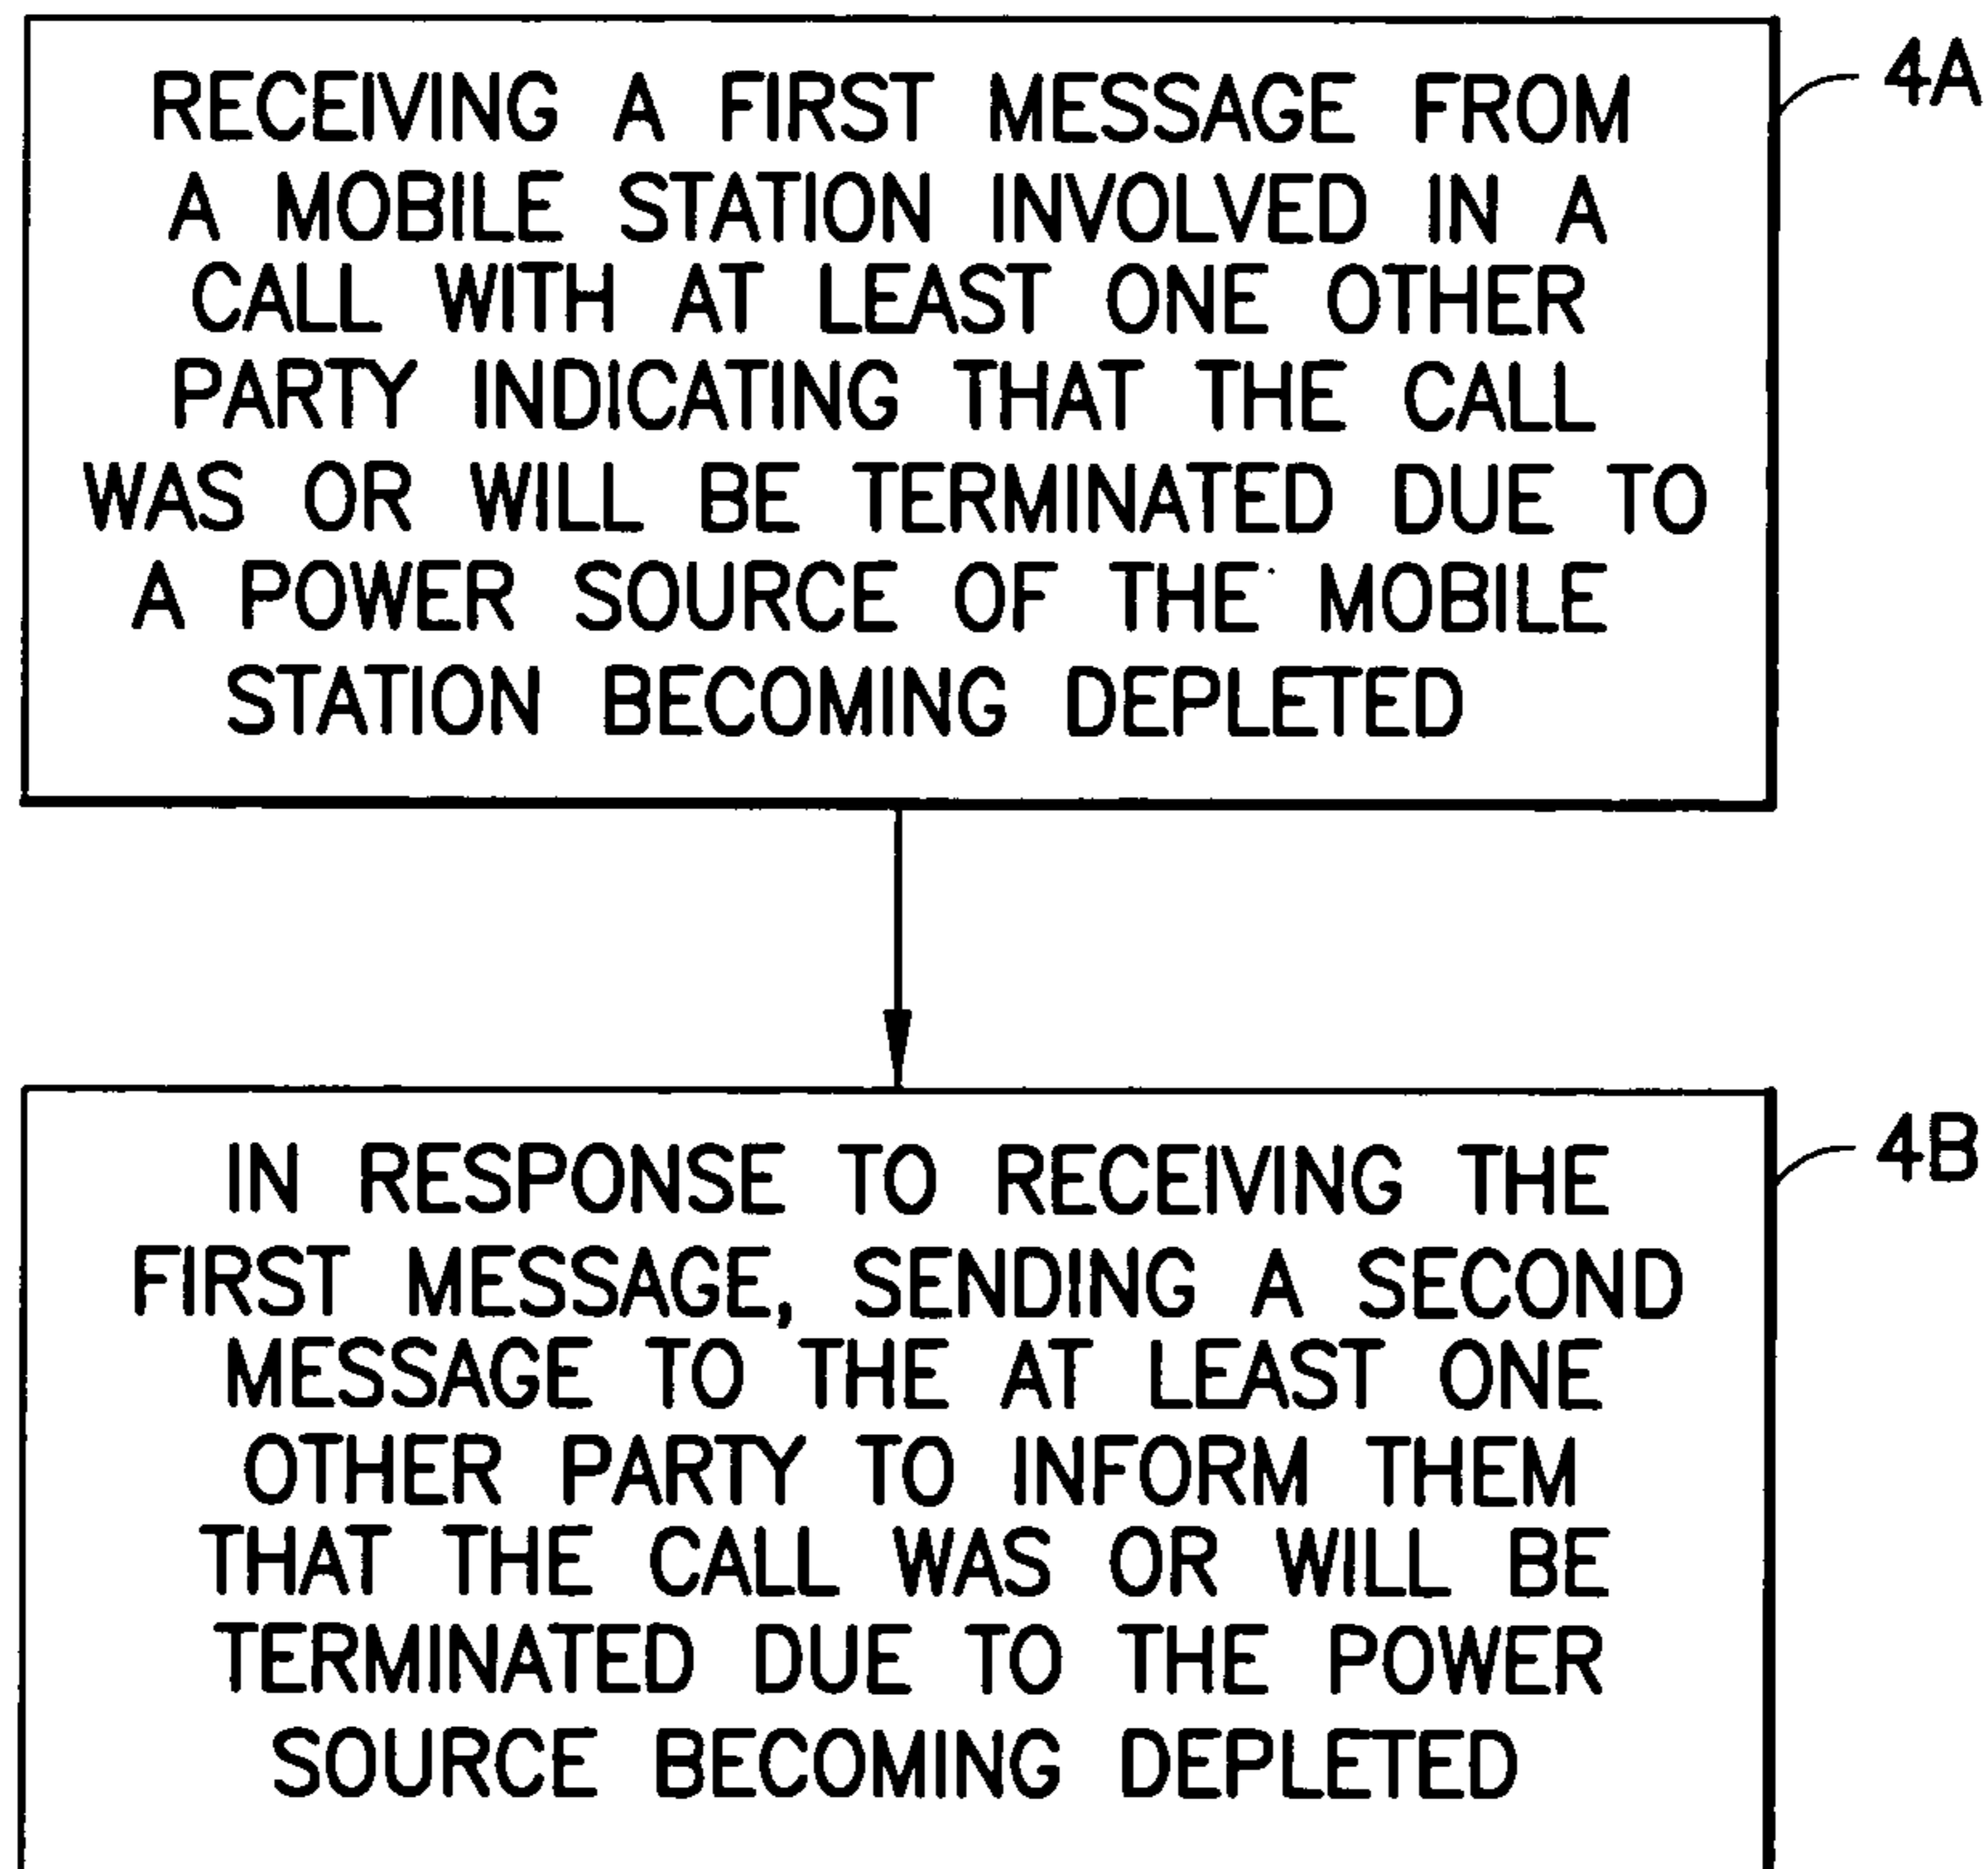 RECEIVING A FIRST MESSAGE FROM
A MOBILE STATION INVOLVED IN A
CALL WITH AT LEAST ONE OTHER
PARTY INDICATING THAT THE CALL
WAS OR WILL BE TERMINATED DUE TO
A POWER SOURCE OF THE MOBILE
STATION BECOMING DEPLETED
4A
IN RESPONSE TO RECEIVING THE
FIRST MESSAGE, SENDING A SECOND
MESSAGE TO THE AT LEAST ONE
OTHER PARTY TO INFORM THEM
THAT THE CALL WAS OR WILL BE
TERMINATED DUE TO THE POWER
SOURCE BECOMING DEPLETED
4B